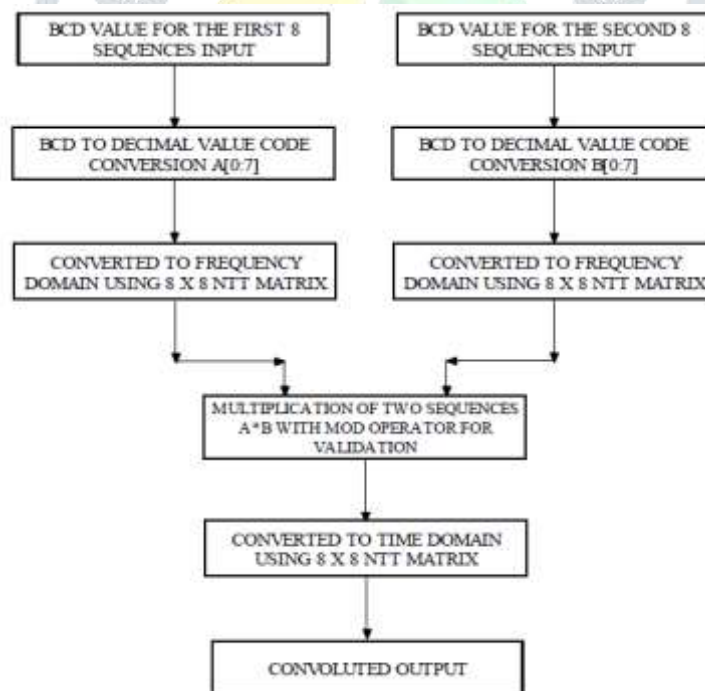 BCD VALUE FOR THE FIRST 8
SEQUENCES INPUT
BCD VALUE FOR THE SECOND 8
SEQUENCES INPUT
BCD TO DECIMAL VALUE CODE
CONVERSION A[0:7]
BCD TO DECIMAL VALUE CODE
CONVERSION B[0:7]
CONVERTED TO FREQUENCY
DOMAIN USING 8 X 8 NTT MATRIX
CONVERTED TO FREQUENCY
DOMAIN USING 8 X 8 NTT MATRIX
MULTIPLICATION OF TWO SEQUENCES
A*B WITH MOD OPERATOR FOR
VALIDATION
CONVERTED TO TIME DOMAIN
USING 8 X 8 NTT MATRIX
CONVOLUTED OUTPUT